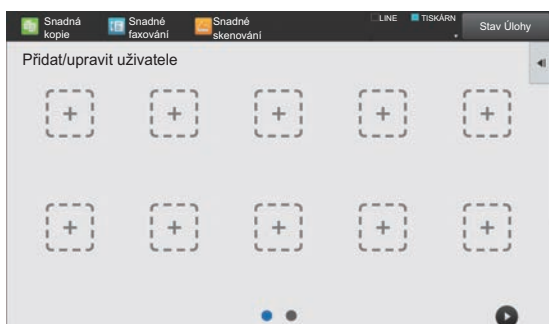 Snadná kopie
Snadné faxování
Snadné skenování
LINE
TISKÁRN
Stav Úlohy
Přidat/upravit uživatele